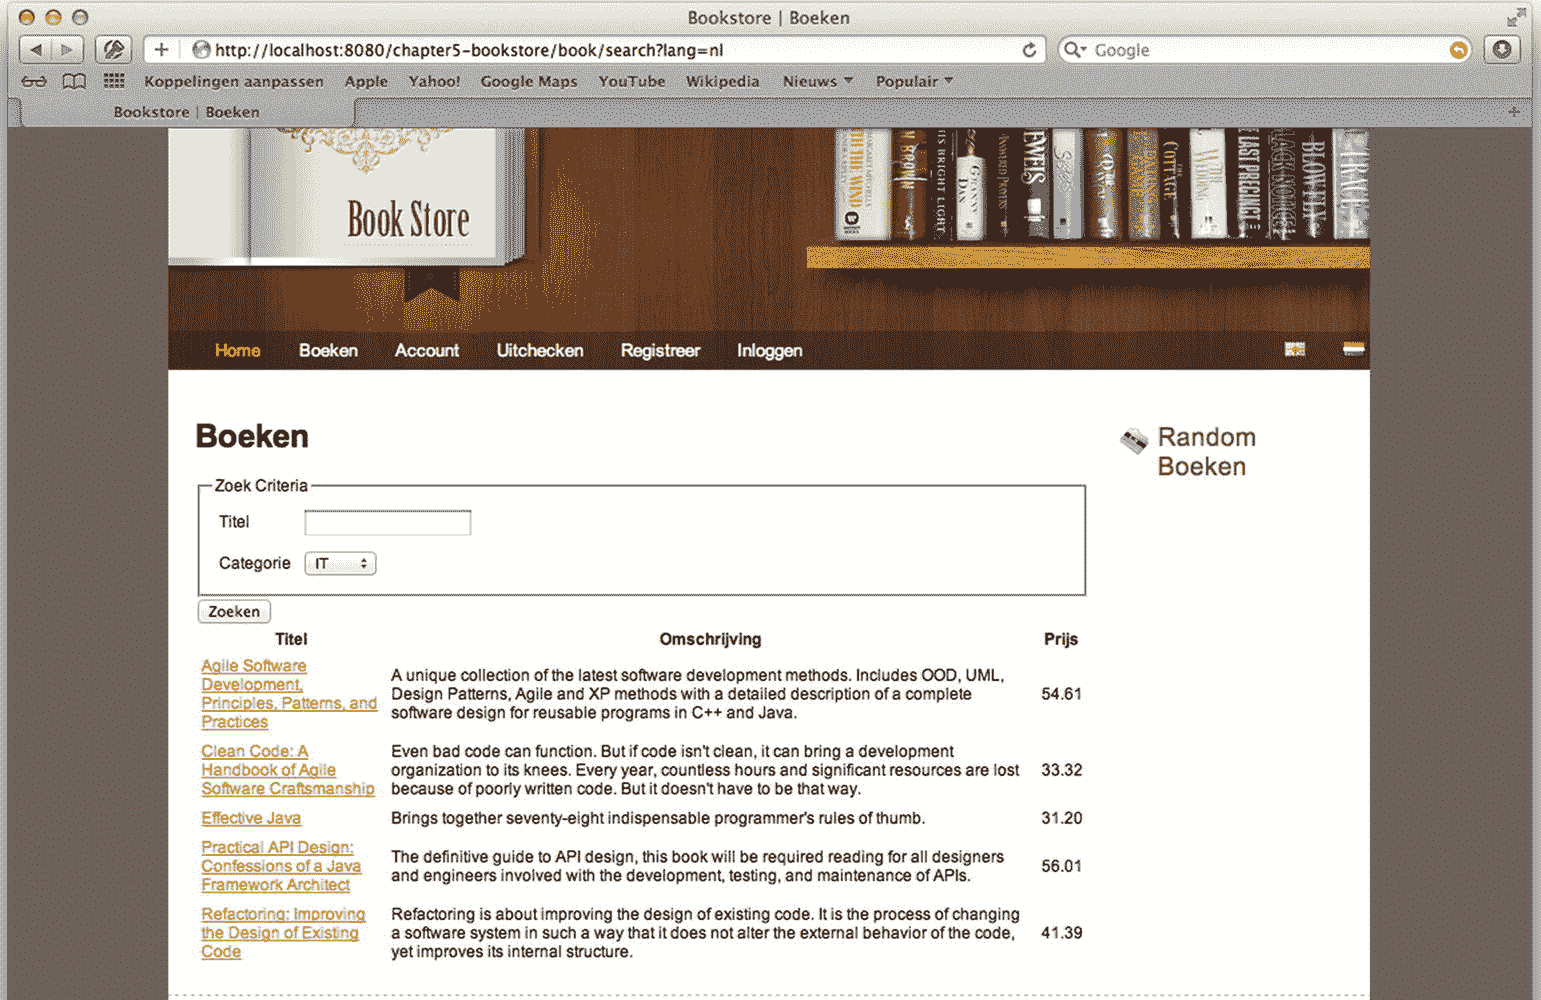 Bookstore | Boeken
http://localhost:8080/chapter5-bookstore/book/search?lang=nl
Google
Koppelingen aanpassen Apple Yahoo! Google Maps YouTube Wikipedia Nieuws Populair
Bookstore | Boeken
Book Store
Home Boeken Account Uitchecken Registreer Inloggen
Boeken
Random
Boeken
Zoek Criteria
Titel
Categorie IT
Zoeken
Titel Omschrijving Prijs
Agile Software
Development,
Principles, Patterns, and
Practices
A unique collection of the latest software development methods. Includes OOD, UML,
Design Patterns, Agile and XP methods with a detailed description of a complete
software design for reusable programs in C++ and Java.
54.61
Clean Code: A
Handbook of Agile
Software Craftsmanship
Even bad code can function. But if code isn't clean, it can bring a development
organization to its knees. Every year, countless hours and significant resources are lost
because of poorly written code. But it doesn't have to be that way.
33.32
Effective Java
Brings together seventy-eight indispensable programmer's rules of thumb.
31.20
Practical API Design:
Confessions of a Java
Framework Architect
The definitive guide to API design, this book will be required reading for all designers
and engineers involved with the development, testing, and maintenance of APIs.
56.01
Refactoring: Improving
the Design of Existing
Code
Refactoring is about improving the design of existing code. It is the process of changing
a software system in such a way that it does not alter the external behavior of the code,
yet improves its internal structure.
41.39